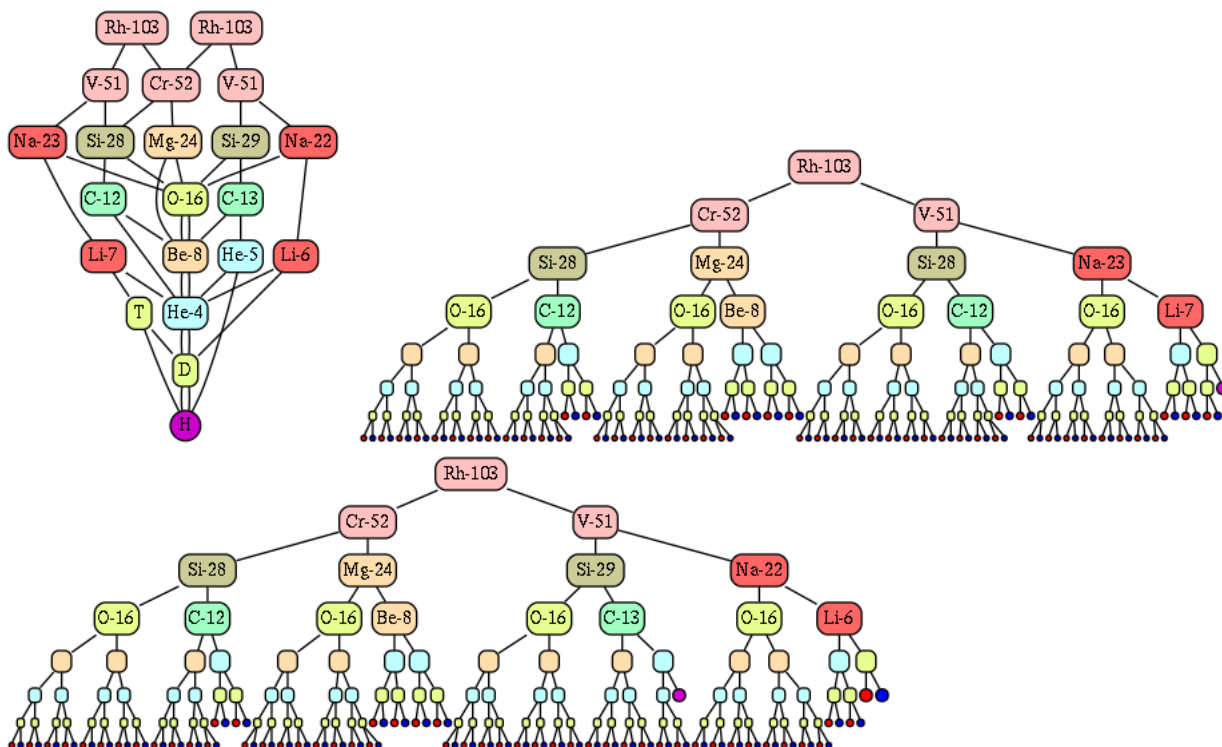 Rh-103 Rh-103
V-51 Cr-52 V-51
Na-23 Si-28 Mg-24 Si-29 Na-22
C-12 O-16 C-13
Li-7 Be-8 He-5 Li-6
T He-4
D
H
Rh-103
Cr-52 V-51
Si-28 Mg-24 Si-28 Na-23
O-16 C-12 O-16 Be-8 O-16 C-12 O-16 Li-7
Rh-103
Cr-52 V-51
Si-28 Mg-24 Si-29 Na-22
O-16 C-12 O-16 Be-8 O-16 C-13 O-16 Li-6